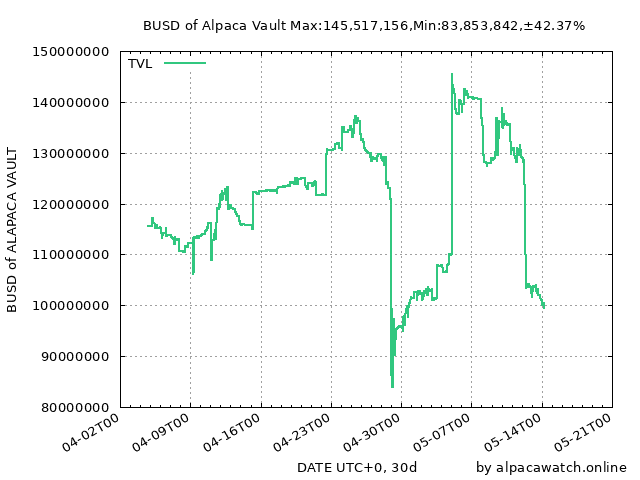 BUSD of Alpaca Vault Max:145,517,156,Min:83,853,842,±42.37%
TVL
BUSD of ALAPACA VAULT
150000000
140000000
130000000
120000000
110000000
100000000
90000000
80000000
04-02T00 04-09T00 04-16T00 04-23T00 04-30T00 05-07T00 05-14T00 05-21T00
DATE UTC+0, 30d by alpacawatch.online